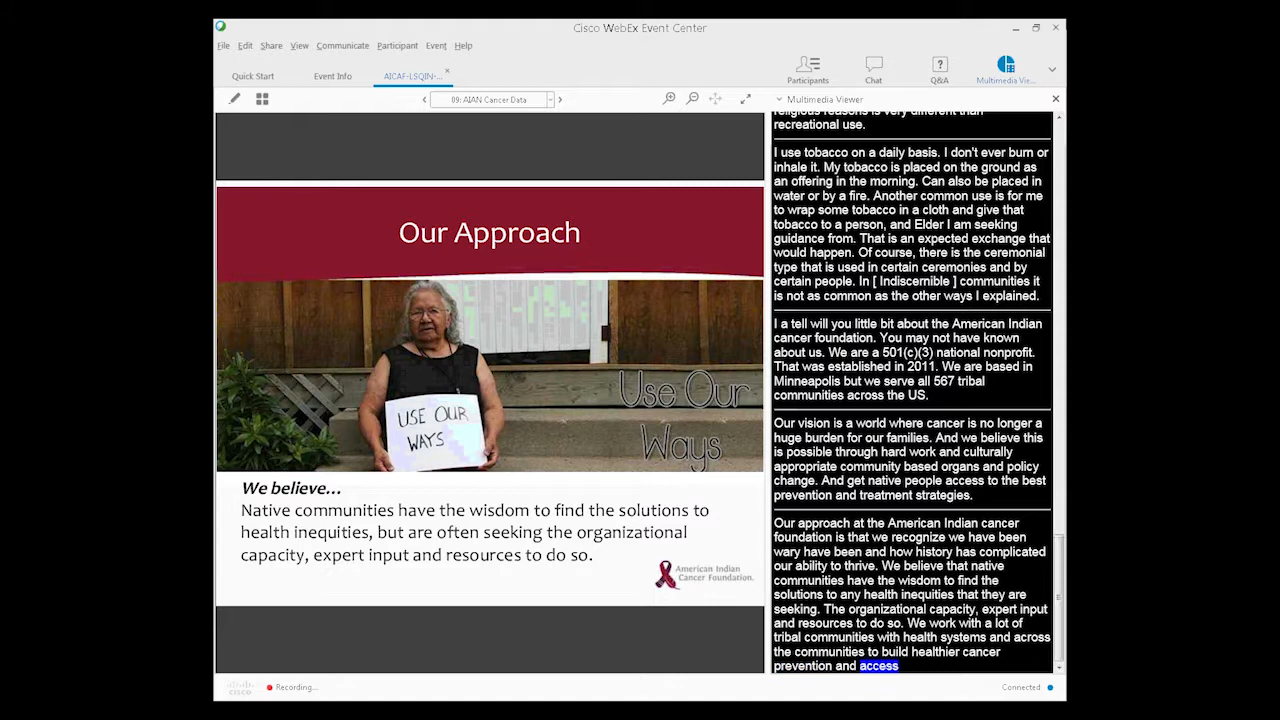 Cisco WebEx Event Center
File Edit Share View Communicate Participant Event Help
Quick Start Event Info AICAF-LSQIN-...
Participants Chat Q&A Multimedia Vie...
09: AIAN Cancer Data
Multimedia Viewer
Our Approach
USE OUR
WAYS
Use Our
Ways
We believe...
Native communities have the wisdom to find the solutions to
health inequities, but are often seeking the organizational
capacity, expert input and resources to do so.
American Indian
Cancer Foundation.
religious reasons is very different than
recreational use.
I use tobacco on a daily basis. I don't ever burn or
inhale it. My tobacco is placed on the ground as
an offering in the morning. Can also be placed in
water or by a fire. Another common use is for me
to wrap some tobacco in a cloth and give that
tobacco to a person, and Elder I am seeking
guidance from. That is an expected exchange that
would happen. Of course, there is the ceremonial
type that is used in certain ceremonies and by
certain people. In [ Indiscernible ] communities it
is not as common as the other ways I explained.
I a tell will you little bit about the American Indian
cancer foundation. You may not have known
about us. We are a 501(c)(3) national nonprofit.
That was established in 2011. We are based in
Minneapolis but we serve all 567 tribal
communities across the US.
Our vision is a world where cancer is no longer a
huge burden for our families. And we believe this
is possible through hard work and culturally
appropriate community based organs and policy
change. And get native people access to the best
prevention and treatment strategies.
Our approach at the American Indian cancer
foundation is that we recognize we have been
wary have been and how history has complicated
our ability to thrive. We believe that native
communities have the wisdom to find the
solutions to any health inequities that they are
seeking. The organizational capacity, expert input
and resources to do so. We work with a lot of
tribal communities with health systems and across
the communities to build healthier cancer
prevention and access
cisco Recording...
Connected